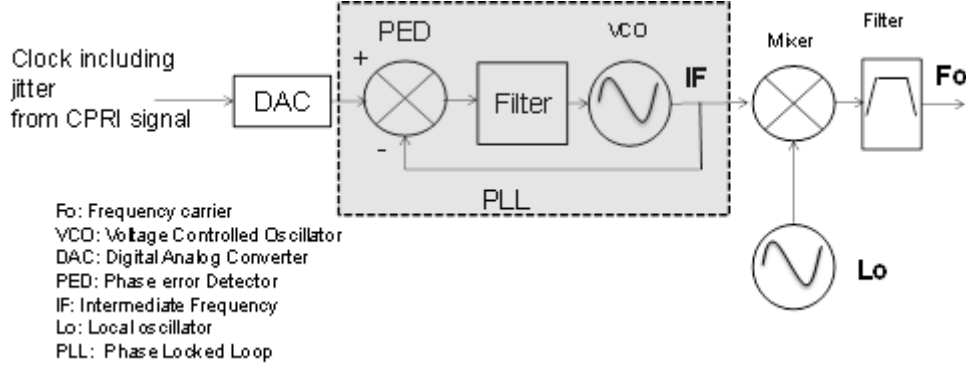 Clock including
jitter
from CPRI signal
DAC
PED
+
-
Filter
VCO
IF
PLL
Mixer
Filter
Fo
Lo
Fo: Frequency carrier
VCO: Voltage Controlled Oscillator
DAC: Digital Analog Converter
PED: Phase error Detector
IF: Intermediate Frequency
Lo: Local oscillator
PLL: Phase Locked Loop